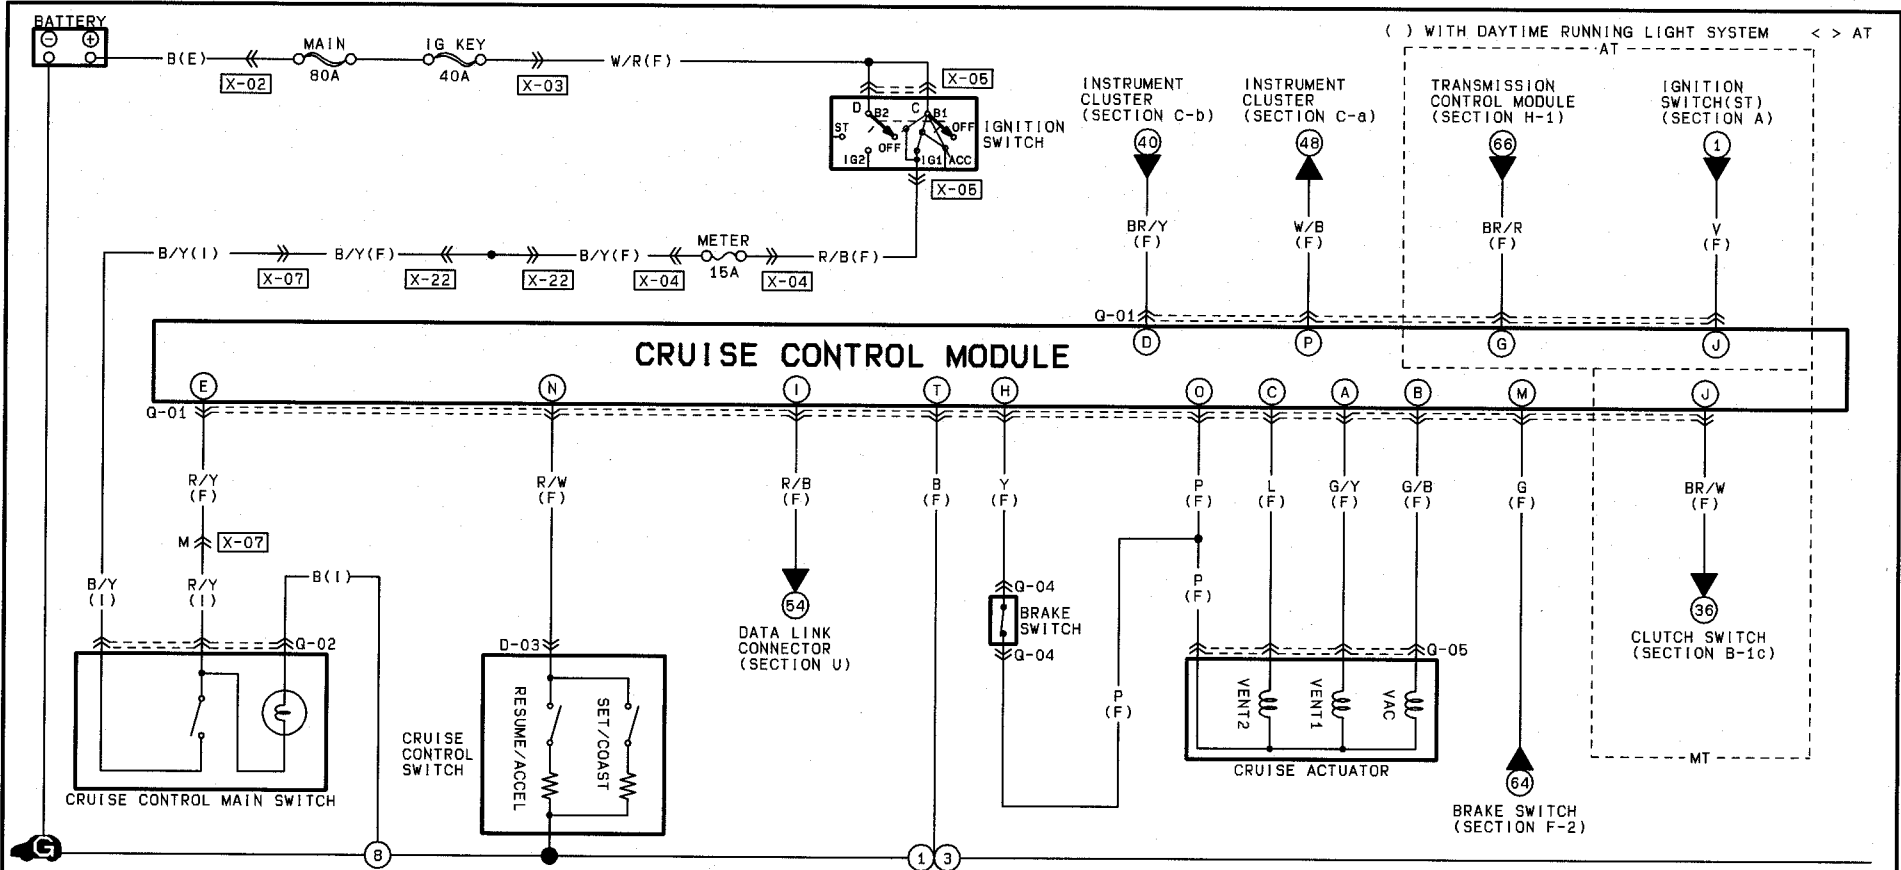 BATTERY
- +
B(E)
X-02
MAIN
80A
IG KEY
40A
X-03
W/R(F)
X-05
D B2 C B1
ST OFF OFF
IG2 IG1 ACC
IGNITION
SWITCH
X-05
( ) WITH DAYTIME RUNNING LIGHT SYSTEM < > AT
AT
INSTRUMENT
CLUSTER
(SECTION C-b)
40
BR/Y
(F)
INSTRUMENT
CLUSTER
(SECTION C-a)
48
W/B
(F)
TRANSMISSION
CONTROL MODULE
(SECTION H-1)
66
BR/R
(F)
IGNITION
SWITCH(ST)
(SECTION A)
1
V
(F)
B/Y(I)
X-07
B/Y(F)
X-22
X-22
B/Y(F)
X-04
METER
15A
X-04
R/B(F)
Q-01
D P G J
CRUISE CONTROL MODULE
E N I T H O C A B M J
Q-01
R/Y
(F)
M X-07
B/Y
(I)
R/Y
(I)
B(I)
Q-02
CRUISE CONTROL MAIN SWITCH
R/W
(F)
D-03
RESUME/ACCEL
SET/COAST
CRUISE
CONTROL
SWITCH
R/B
(F)
54
DATA LINK
CONNECTOR
(SECTION U)
B
(F)
Y
(F)
Q-04
BRAKE
SWITCH
Q-04
P
(F)
P
(F)
P
(F)
L
(F)
G/Y
(F)
G/B
(F)
Q-05
VENT2
VENT1
VAC
CRUISE ACTUATOR
G
(F)
64
BRAKE SWITCH
(SECTION F-2)
BR/W
(F)
36
CLUTCH SWITCH
(SECTION B-1c)
MT
G
8
1 3